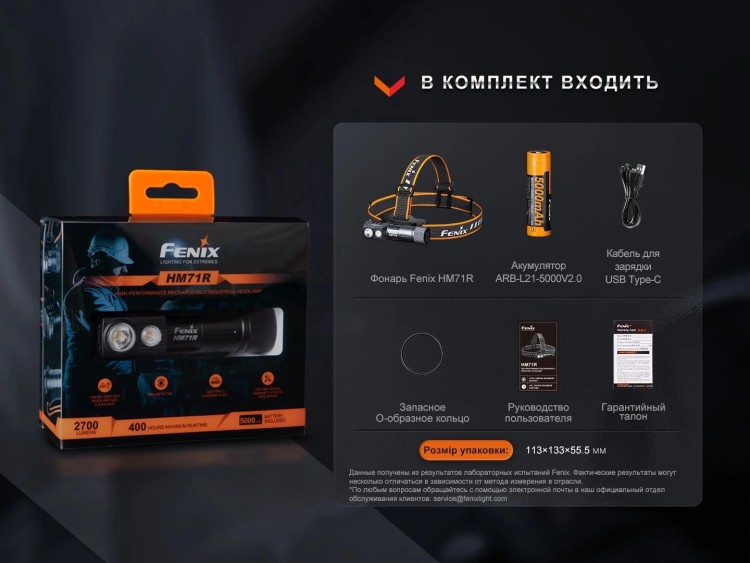 В КОМПЛЕКТ ВХОДИТЬ
FENIX
LIGHTING FOR EXTREMES
HM71R
HIGH-PERFORMANCE RECHARGEABLE INDUSTRIAL HEADLAMP
FENIX
HM71R
2700
LUMENS
400 HOURS MAXIMUM RUNTIME
5000
BATTERY
INCLUDED
FENIX
5000mAh
Фонарь Fenix HM71R
Акумулятор
ARB-L21-5000V2.0
Кабель для
зарядки
USB Type-C
FENIX
HM71R
Fenix
Warranty Card
Запасное
О-образное кольцо
Руководство
пользователя
Гарантийный
талон
Розмір упаковки: 113×133×55.5 мм
Данные получены из результатов лабораторных испытаний Fenix. Фактические результаты могут
несколько отличаться в зависимости от метода измерения в отрасли.
*По любым вопросам обращайтесь с помощью электронной почты в наш официальный отдел
обслуживания клиентов: service@fenixlight.com